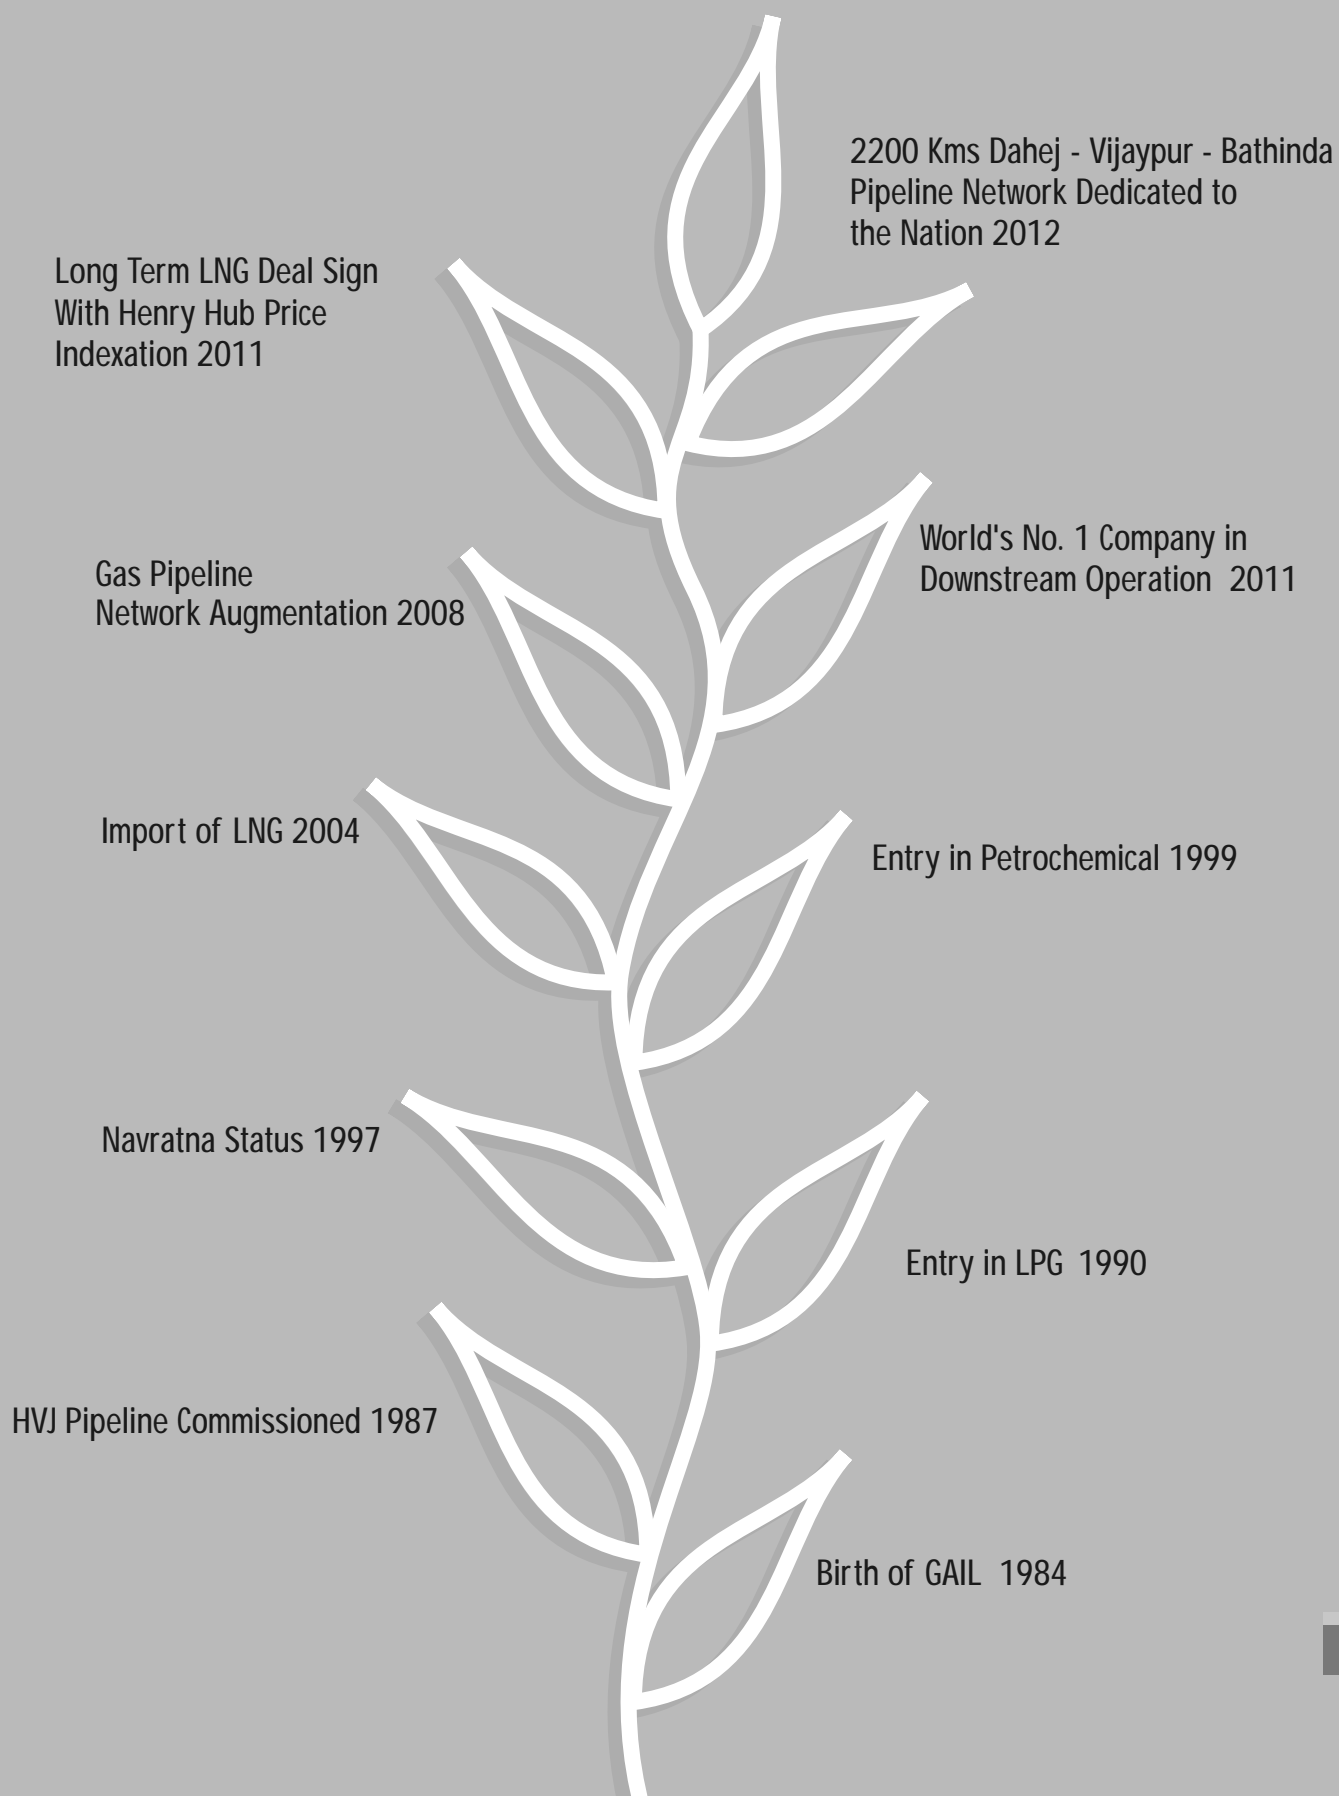 2200 Kms Dahej - Vijaypur - Bathinda
Pipeline Network Dedicated to
the Nation 2012
Long Term LNG Deal Sign
With Henry Hub Price
Indexation 2011
World's No. 1 Company in
Downstream Operation 2011
Gas Pipeline
Network Augmentation 2008
Import of LNG 2004
Entry in Petrochemical 1999
Navratna Status 1997
Entry in LPG 1990
HVJ Pipeline Commissioned 1987
Birth of GAIL 1984